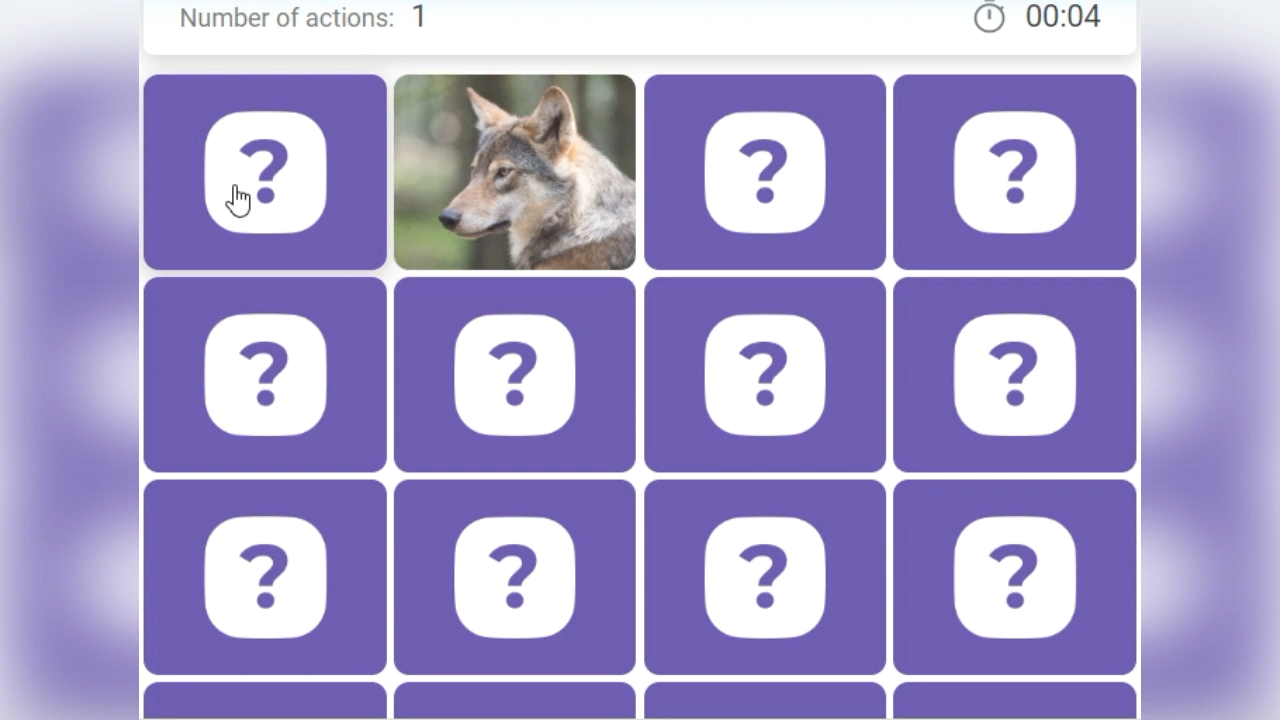 Number of actions: 1
00:04
? ? ?
? ? ? ?
? ? ? ?